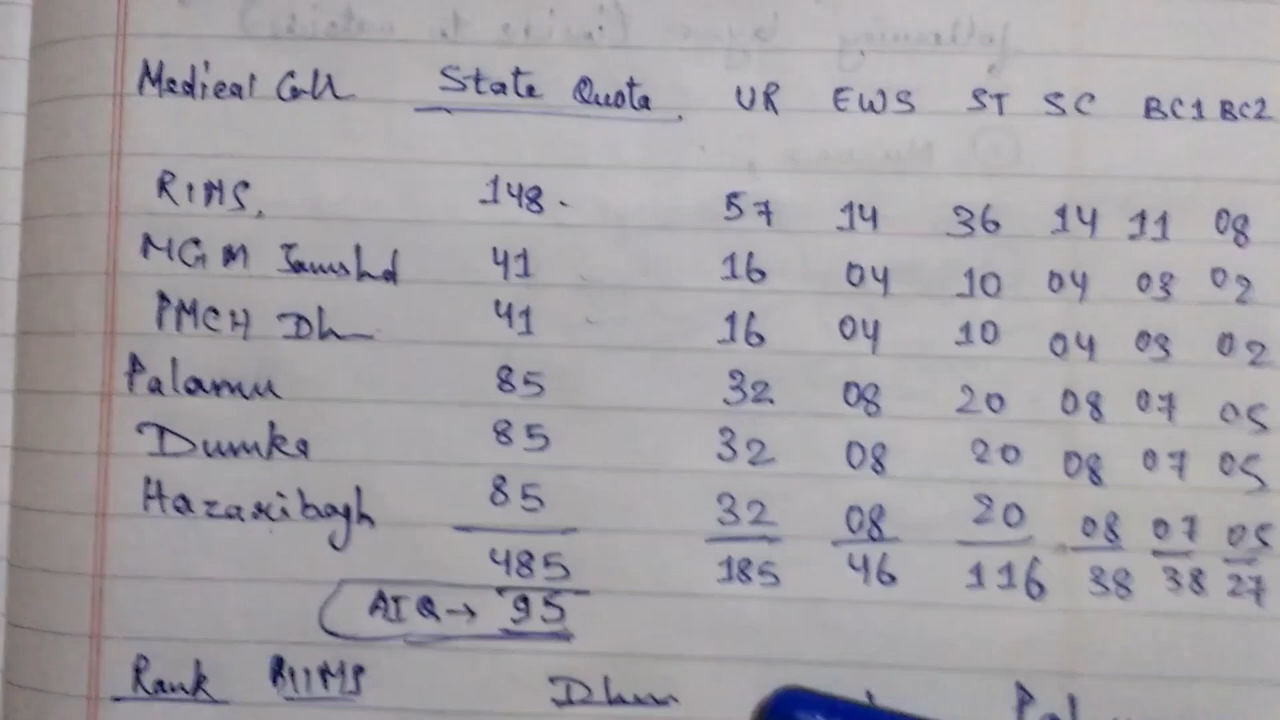 Medical Coll State Quota UR EWS ST SC BC1 BC2
RIMS, 148 57 14 36 14 11 08
MGM Jamshd 41 16 04 10 04 03 02
PMCH Dh 41 16 04 10 04 03 02
Palamu 85 32 08 20 08 07 05
Dumka 85 32 08 20 08 07 05
Hazaribagh 85 32 08 20 08 07 05
485 185 46 116 38 38 27
AIQ → 95
Rank RIIMS